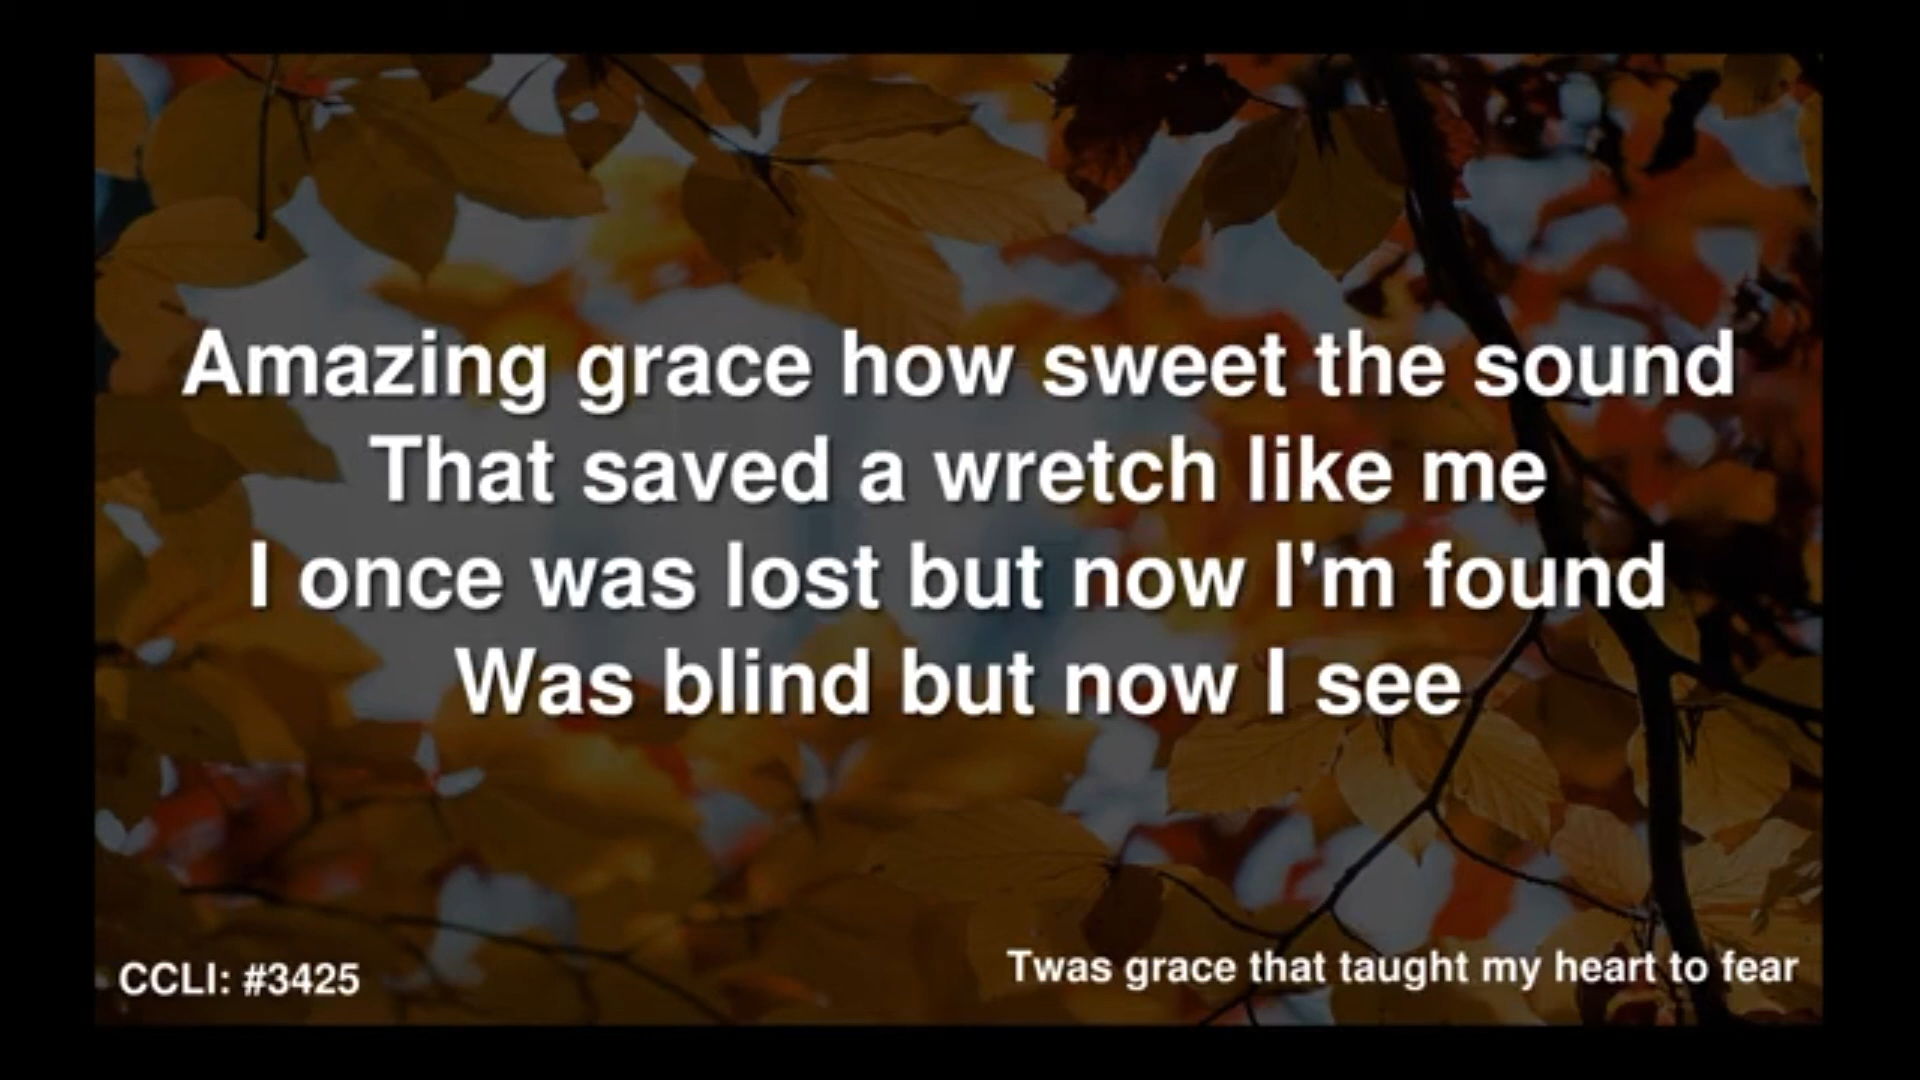 Amazing grace how sweet the sound
That saved a wretch like me
I once was lost but now I'm found
Was blind but now I see
CCLI: #3425
Twas grace that taught my heart to fear